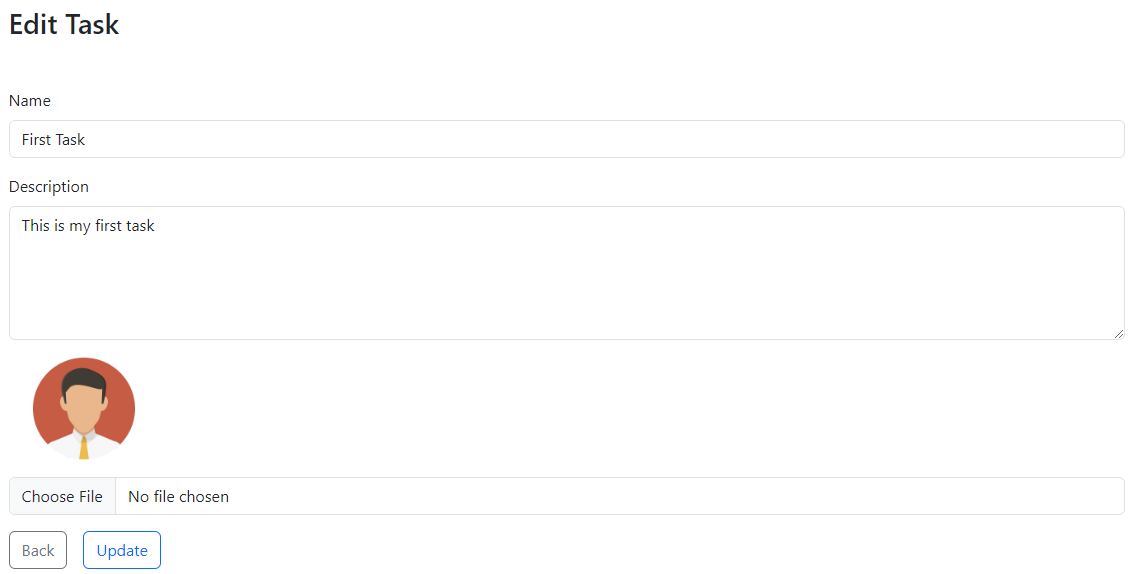 Edit Task
Name
First Task
Description
This is my first task
Choose File No file chosen
Back Update